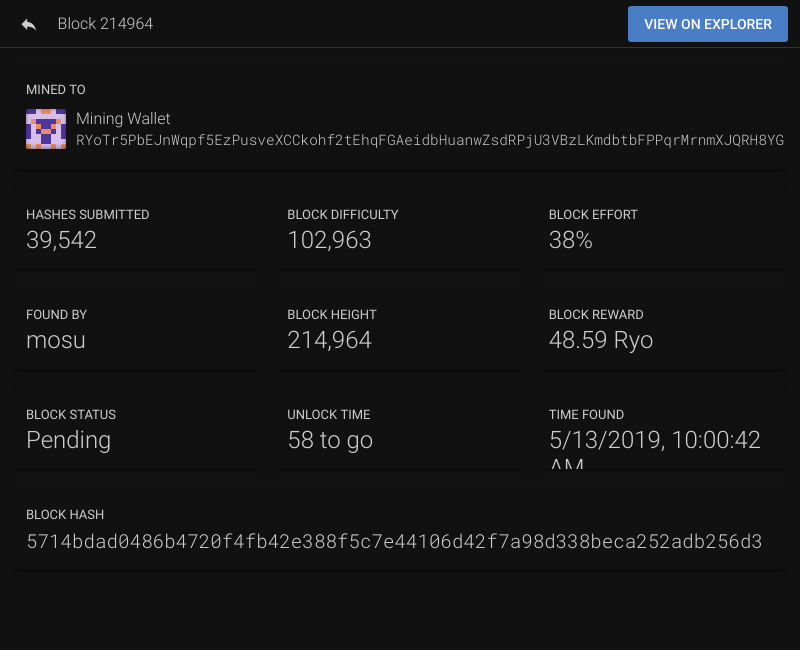 Block 214964
VIEW ON EXPLORER
MINED TO
Mining Wallet
RYoTr5PbEJnWqpf5EzPusveXCCkohf2tEhqFGAeidbHuanwZsdRPjU3VBzLKmdbtbFPPqrMrnmXJQRH8YG
HASHES SUBMITTED
39,542
BLOCK DIFFICULTY
102,963
BLOCK EFFORT
38%
FOUND BY
mosu
BLOCK HEIGHT
214,964
BLOCK REWARD
48.59 Ryo
BLOCK STATUS
Pending
UNLOCK TIME
58 to go
TIME FOUND
5/13/2019, 10:00:42
AM
BLOCK HASH
5714bdad0486b4720f4fb42e388f5c7e44106d42f7a98d338beca252adb256d3